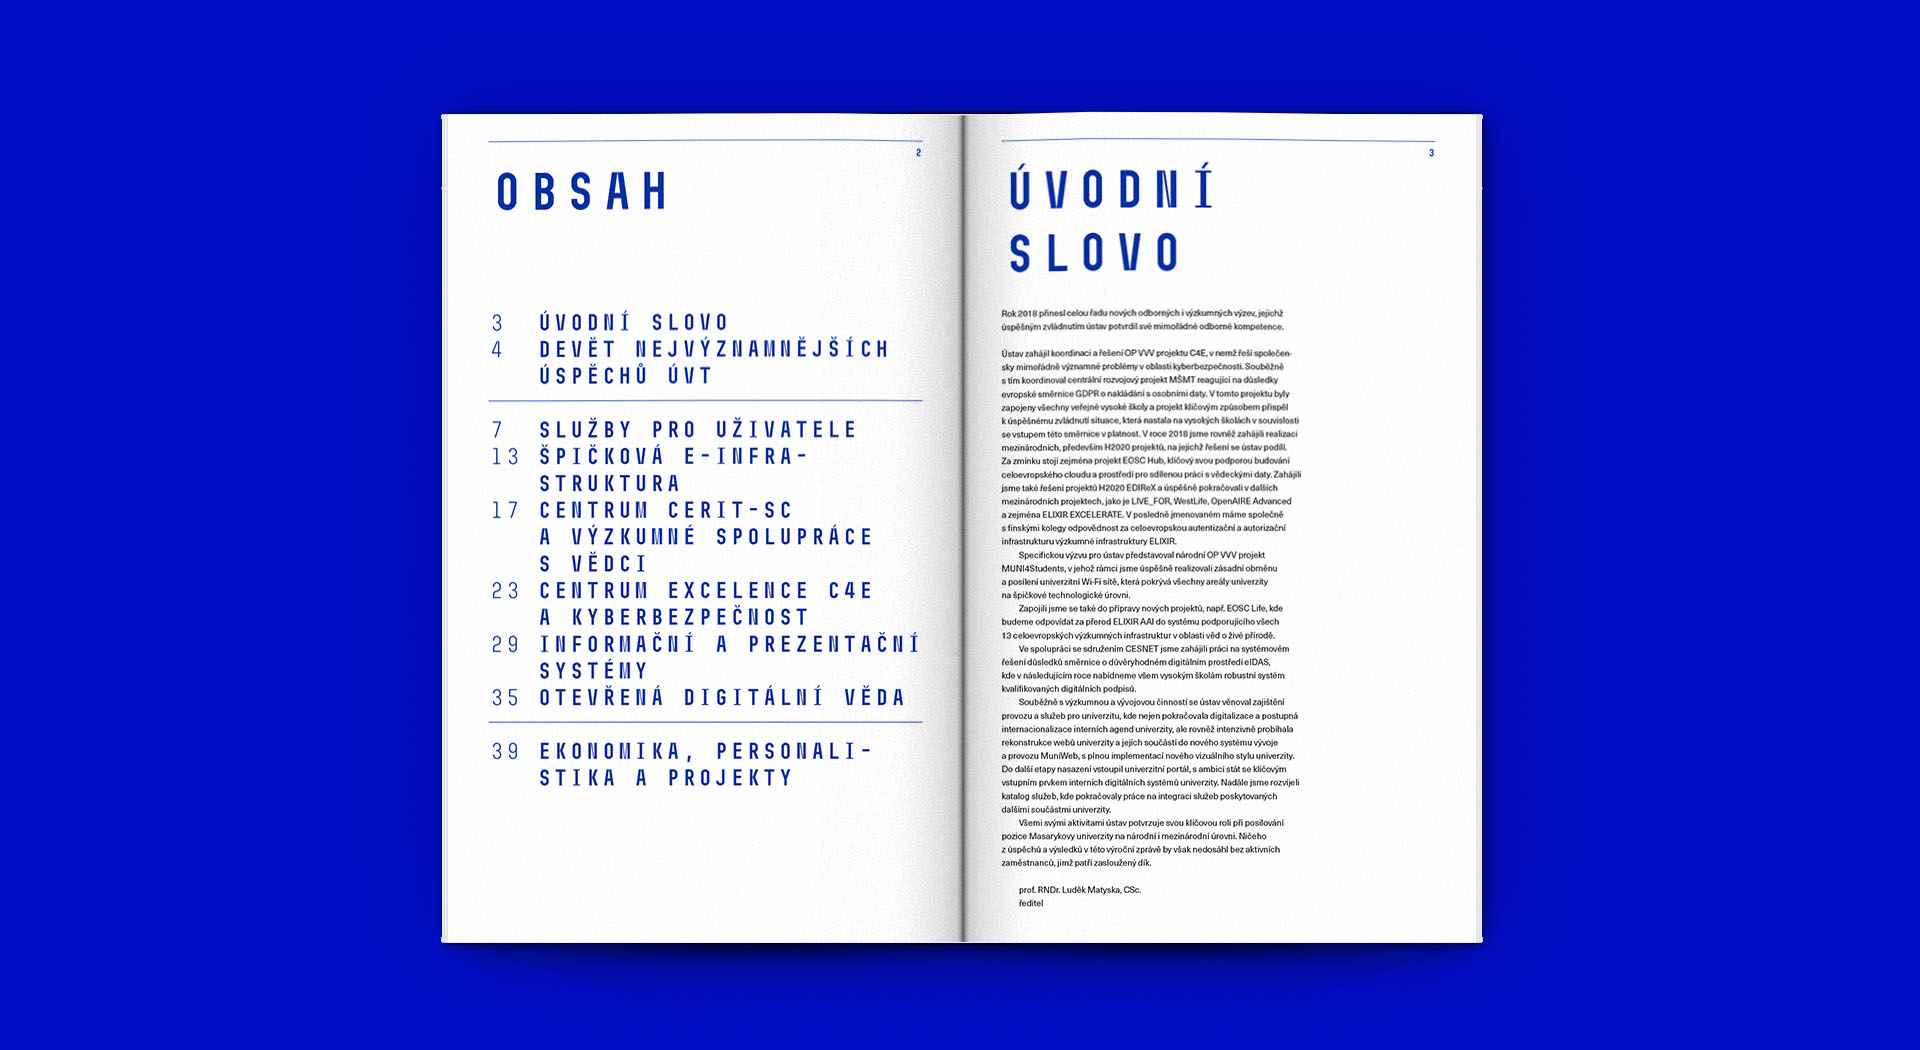 2
OBSAH
3 ÚVODNÍ SLOVO
4 DEVĚT NEJVÝZNAMNĚJŠÍCH
ÚSPĚCHŮ ÚVT
7 SLUŽBY PRO UŽIVATELE
13 ŠPIČKOVÁ E-INFRA-
STRUKTURA
17 CENTRUM CERIT-SC
A VÝZKUMNÉ SPOLUPRÁCE
S VĚDCI
23 CENTRUM EXCELENCE C4E
A KYBERBEZPEČNOST
29 INFORMAČNÍ A PREZENTAČNÍ
SYSTÉMY
35 OTEVŘENÁ DIGITÁLNÍ VĚDA
39 EKONOMIKA, PERSONALI-
STIKA A PROJEKTY
3
ÚVODNÍ
SLOVO
Rok 2018 přinesl celou řadu nových odborných i výzkumných výzev, jejichž
úspěšným zvládnutím ústav potvrdil své mimořádné odborné kompetence.
Ústav zahájil koordinaci a řešení OP VVV projektu C4E, v nemž řeší společen-
sky mimořádně významné problémy v oblasti kyberbezpečnosti. Souběžně
s tím koordinoval centrální rozvojový projekt MŠMT reagující na důsledky
evropské směrnice GDPR o nakládání s osobními daty. V tomto projektu byly
zapojeny všechny veřejné vysoké školy a projekt klíčovým způsobem přispěl
k úspěšnému zvládnutí situace, která nastala na vysokých školách v souvislosti
se vstupem této směrnice v platnost. V roce 2018 jsme rovněž zahájili realizaci
mezinárodních, především H2020 projektů, na jejichž řešení se ústav podílí.
Za zmínku stojí zejména projekt EOSC Hub, klíčový svou podporou budování
celoevropského cloudu a prostředí pro sdílenou práci s vědeckými daty. Zahájili
jsme také řešení projektů H2020 EDIReX a úspěšně pokračovali v dalších
mezinárodních projektech, jako je LIVE_FOR, WestLife, OpenAIRE Advanced
a zejména ELIXIR EXCELERATE. V posledně jmenovaném máme společně
s finskými kolegy odpovědnost za celoevropskou autentizační a autorizační
infrastrukturu výzkumné infrastruktury ELIXIR.
Specifickou výzvu pro ústav představoval národní OP VVV projekt
MUNI4Students, v jehož rámci jsme úspěšně realizovali zásadní obměnu
a posílení univerzitní Wi-Fi sítě, která pokrývá všechny areály univerzity
na špičkové technologické úrovni.
Zapojili jsme se také do přípravy nových projektů, např. EOSC Life, kde
budeme odpovídat za přerod ELIXIR AAI do systému podporujícího všech
13 celoevropských výzkumných infrastruktur v oblasti věd o živé přírodě.
Ve spolupráci se sdružením CESNET jsme zahájili práci na systémovém
řešení důsledků směrnice o důvěryhodném digitálním prostředí eIDAS,
kde v následujícím roce nabídneme všem vysokým školám robustní systém
kvalifikovaných digitálních podpisů.
Souběžně s výzkumnou a vývojovou činností se ústav věnoval zajištění
provozu a služeb pro univerzitu, kde nejen pokračovala digitalizace a postupná
internacionalizace interních agend univerzity, ale rovněž intenzivně probíhala
rekonstrukce webů univerzity a jejích součástí do nového systému vývoje
a provozu MuniWeb, s plnou implementací nového vizuálního stylu univerzity.
Do další etapy nasazení vstoupil univerzitní portál, s ambicí stát se klíčovým
vstupním prvkem interních digitálních systémů univerzity. Nadále jsme rozvíjeli
katalog služeb, kde pokračovaly práce na integraci služeb poskytovaných
dalšími součástmi univerzity.
Všemi svými aktivitami ústav potvrzuje svou klíčovou roli při posilování
pozice Masarykovy univerzity na národní i mezinárodní úrovni. Ničeho
z úspěchů a výsledků v této výroční zprávě by však nedosáhl bez aktivních
zaměstnanců, jimž patří zasloužený dík.
prof. RNDr. Luděk Matyska, CSc.
ředitel